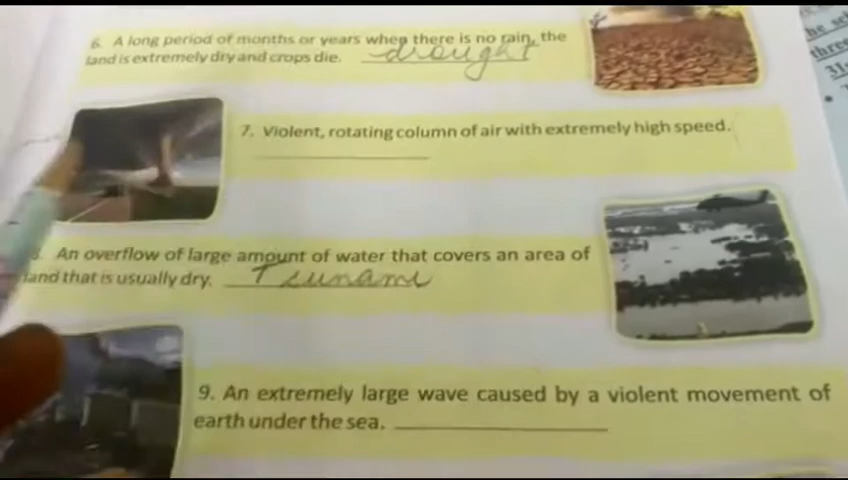 6. A long period of months or years when there is no rain, the
land is extremely dry and crops die. drought
7. Violent, rotating column of air with extremely high speed.
8. An overflow of large amount of water that covers an area of
land that is usually dry. Tsunami
9. An extremely large wave caused by a violent movement of
earth under the sea.